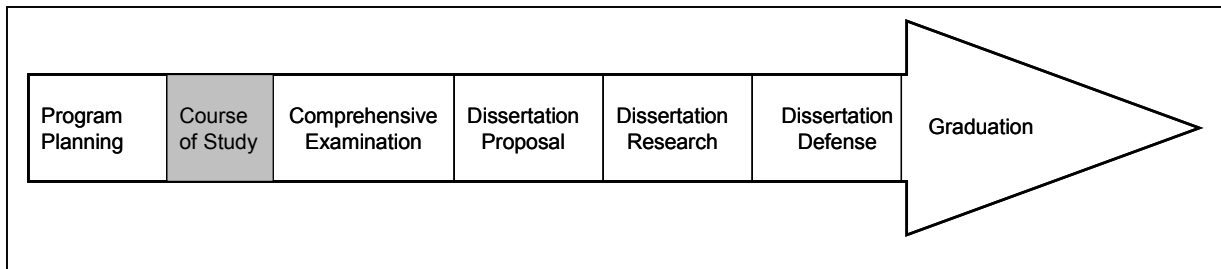 Program
Planning
Course
of Study
Comprehensive
Examination
Dissertation
Proposal
Dissertation
Research
Dissertation
Defense
Graduation